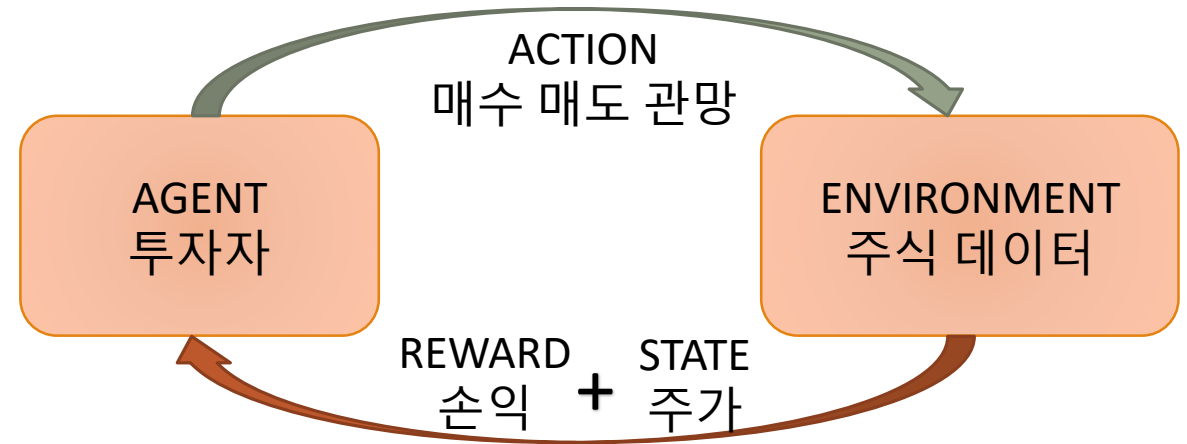 ACTION
매수 매도 관망
AGENT
투자자
ENVIRONMENT
주식 데이터
REWARD
손익
+
STATE
주가